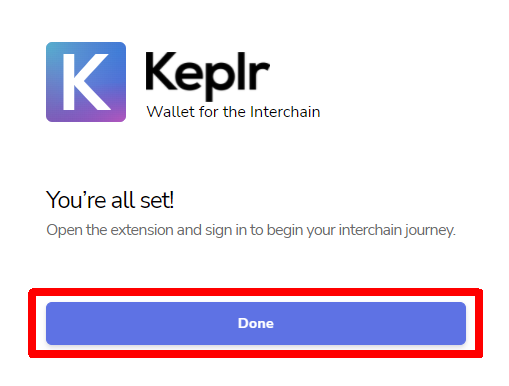 K
Keplr
Wallet for the Interchain
You’re all set!
Open the extension and sign in to begin your interchain journey.
Done